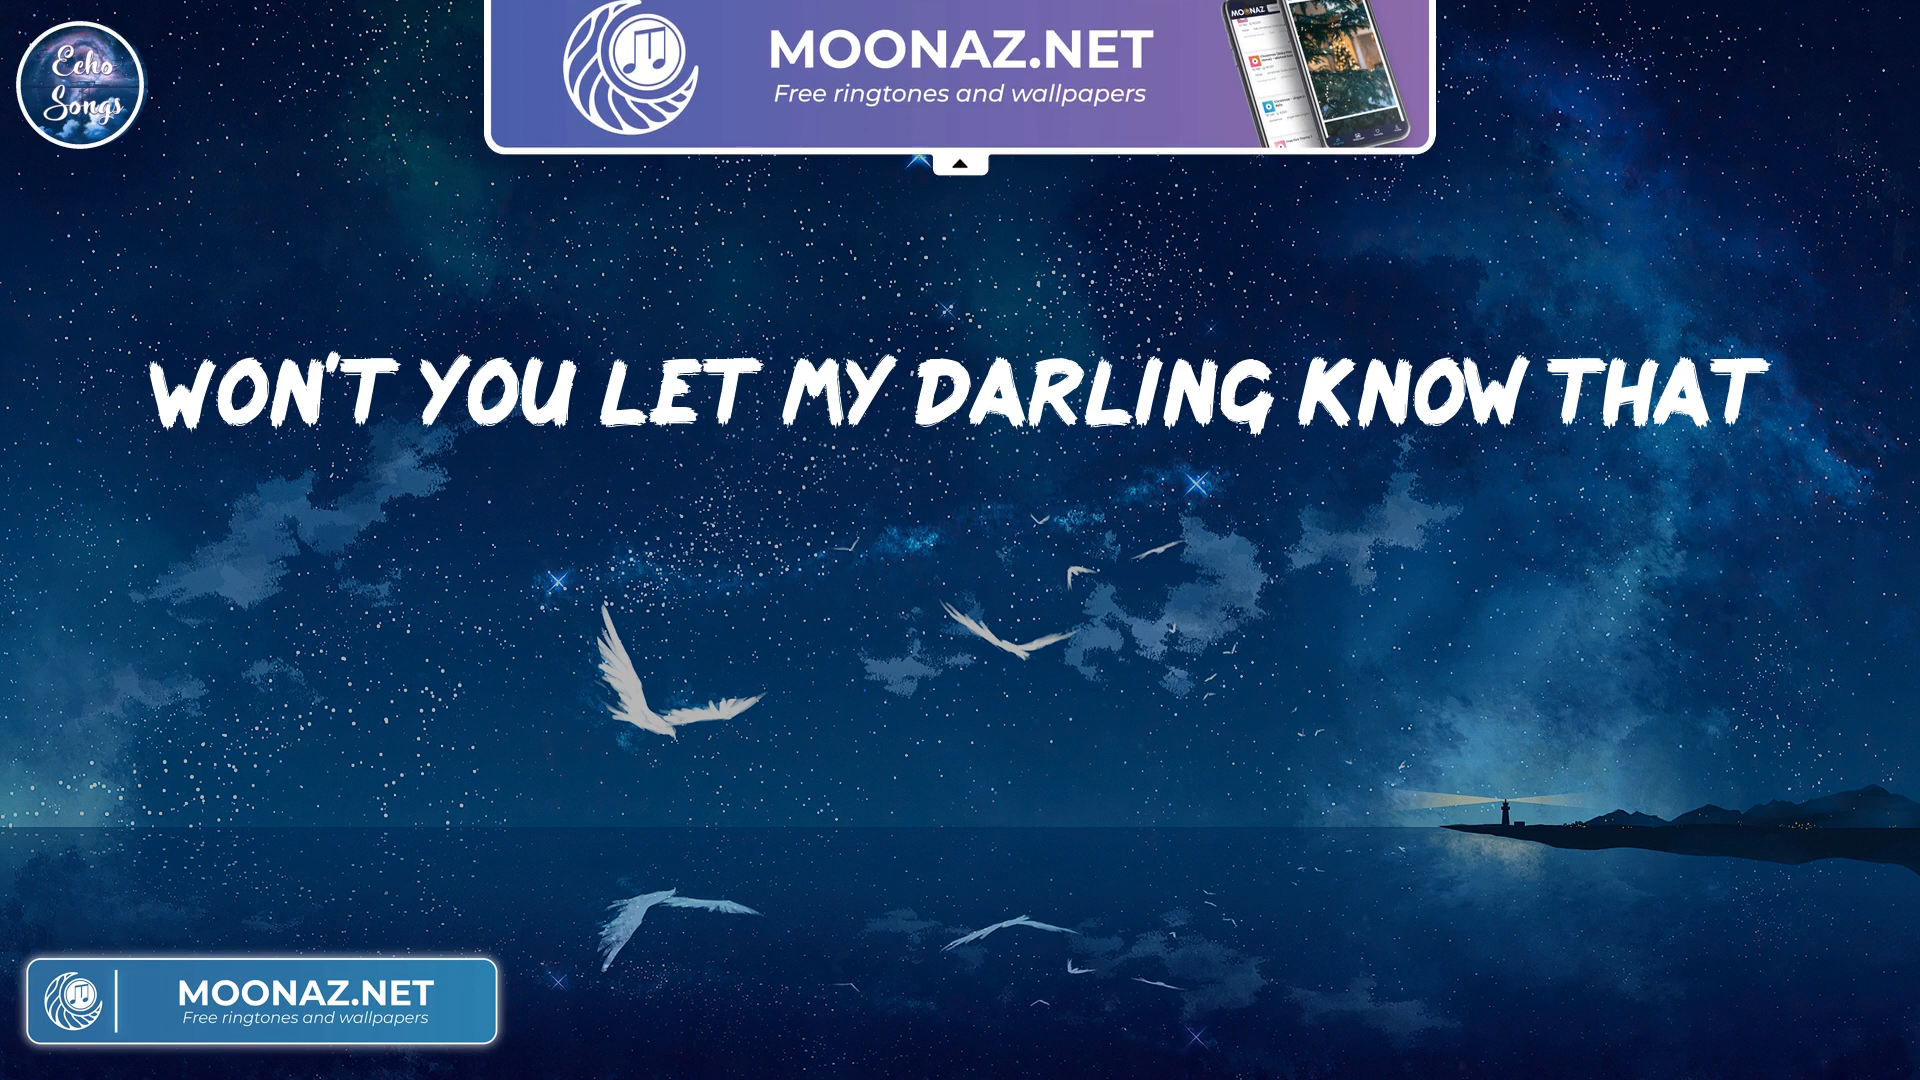 Echo
Songs
MOONAZ.NET
Free ringtones and wallpapers
MOONAZ
WON'T YOU LET MY DARLING KNOW THAT
MOONAZ.NET
Free ringtones and wallpapers